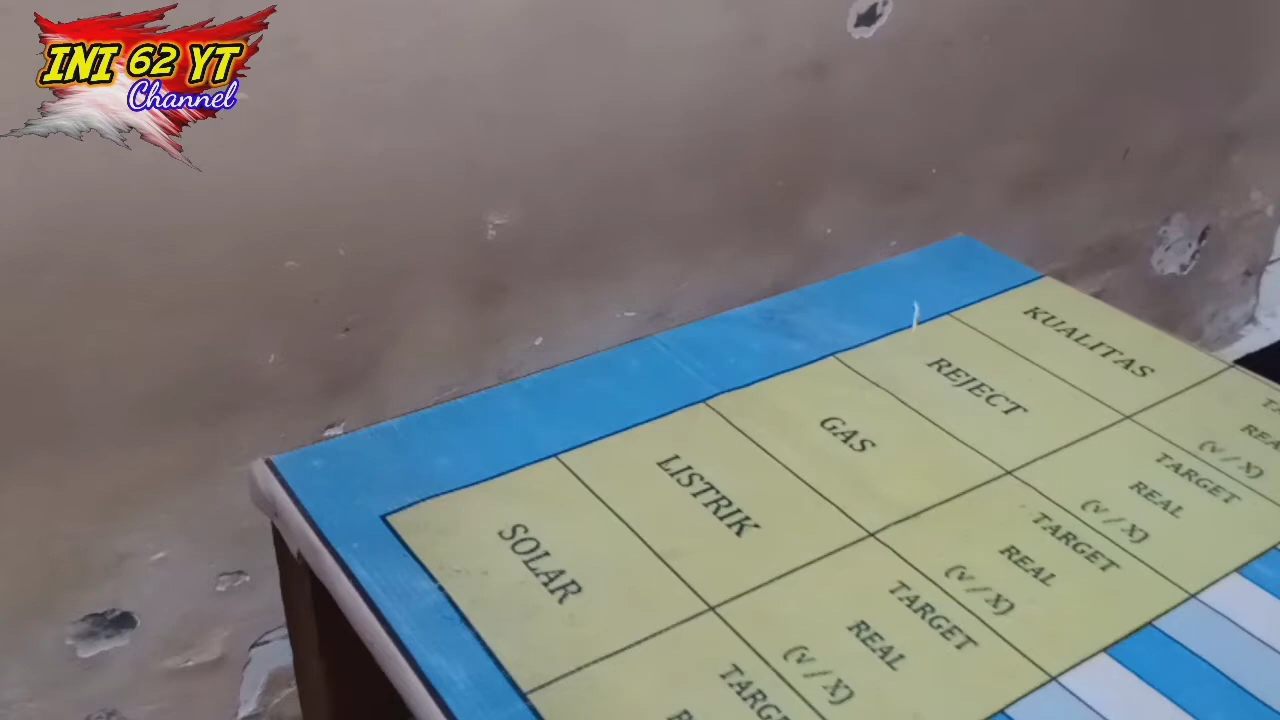 INI 62 YT
Channel
KUALITAS
REJECT
GAS
LISTRIK
SOLAR
(√ / X)
TARGET
REAL
(√ / X)
TARGET
REAL
(√ / X)
TARGET
REAL
(√ / X)